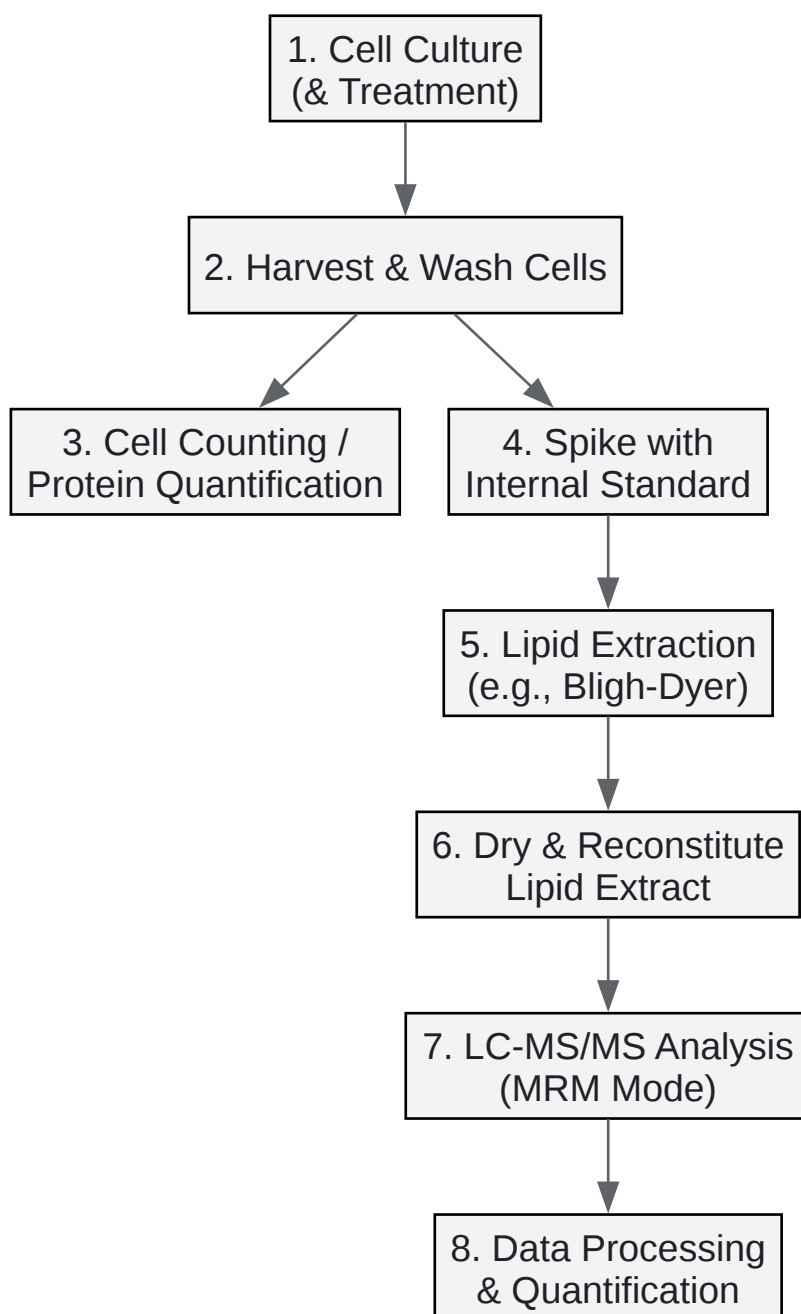 1. Cell Culture
(& Treatment)
2. Harvest & Wash Cells
3. Cell Counting /
Protein Quantification
4. Spike with
Internal Standard
5. Lipid Extraction
(e.g., Bligh-Dyer)
6. Dry & Reconstitute
Lipid Extract
7. LC-MS/MS Analysis
(MRM Mode)
8. Data Processing
& Quantification